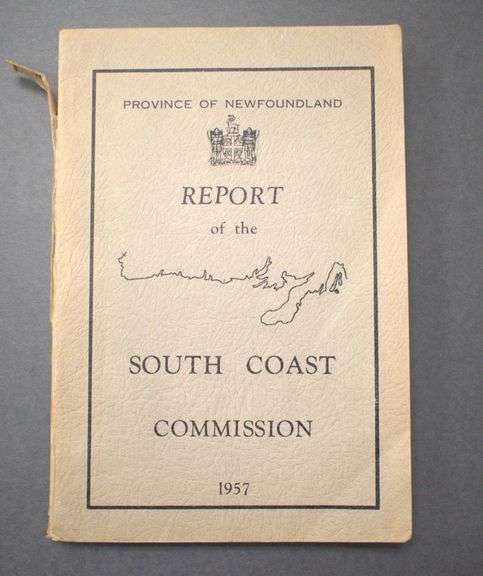 PROVINCE OF NEWFOUNDLAND
REPORT
of the
SOUTH COAST
COMMISSION
1957